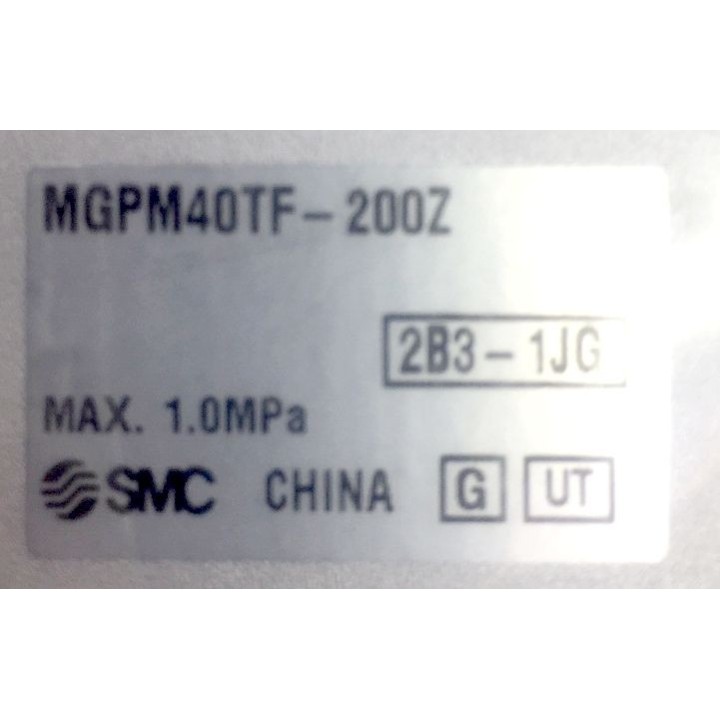 MGPM40TF-200Z
2B3-1JG
MAX. 1.0MPa
SMC CHINA G UT